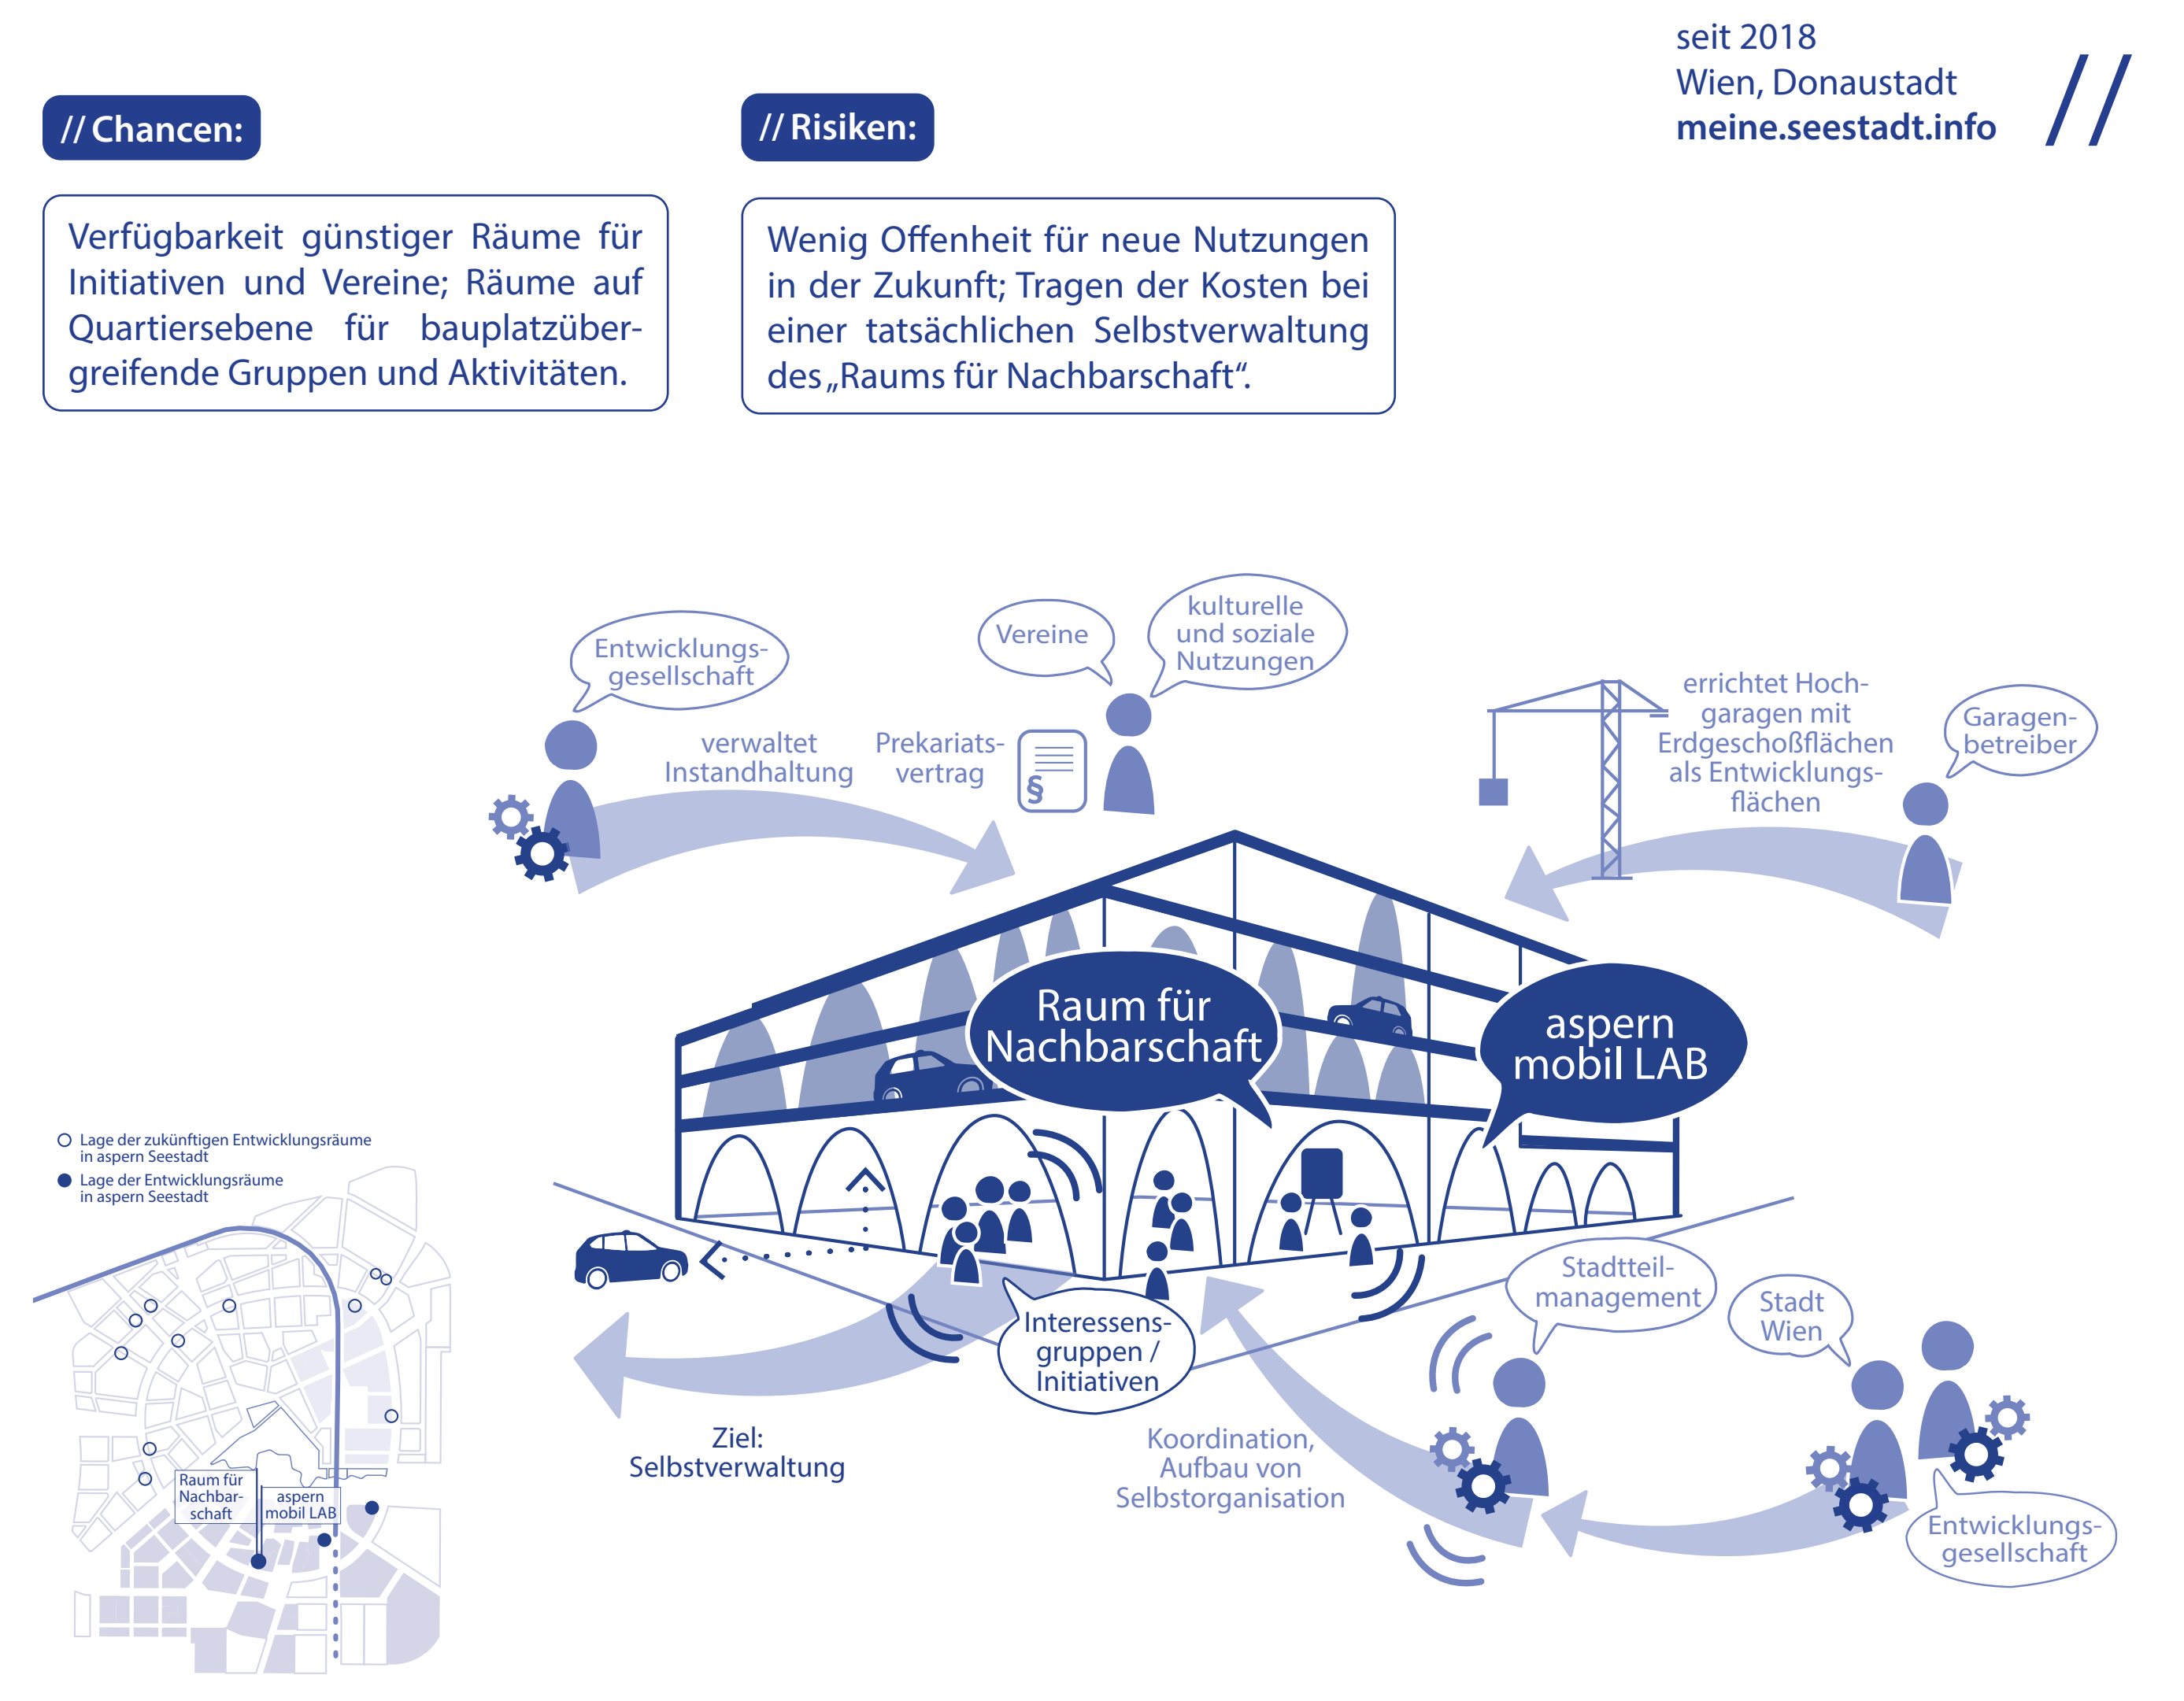 seit 2018
Wien, Donaustadt
meine.seestadt.info
//
// Chancen:
Verfügbarkeit günstiger Räume für
Initiativen und Vereine; Räume auf
Quartiersebene für bauplatzüber-
greifende Gruppen und Aktivitäten.
// Risiken:
Wenig Offenheit für neue Nutzungen
in der Zukunft; Tragen der Kosten bei
einer tatsächlichen Selbstverwaltung
des „Raums für Nachbarschaft“.
Entwicklungs-
gesellschaft
verwaltet
Instandhaltung
Prekariats-
vertrag
§
Vereine
kulturelle
und soziale
Nutzungen
errichtet Hoch-
garagen mit
Erdgeschoßflächen
als Entwicklungs-
flächen
Garagen-
betreiber
Raum für
Nachbarschaft
aspern
mobil LAB
Interessens-
gruppen /
Initiativen
Ziel:
Selbstverwaltung
Koordination,
Aufbau von
Selbstorganisation
Stadtteil-
management
Stadt
Wien
Entwicklungs-
gesellschaft
Lage der zukünftigen Entwicklungsräume
in aspern Seestadt
Lage der Entwicklungsräume
in aspern Seestadt
Raum für
Nachbar-
schaft
aspern
mobil LAB